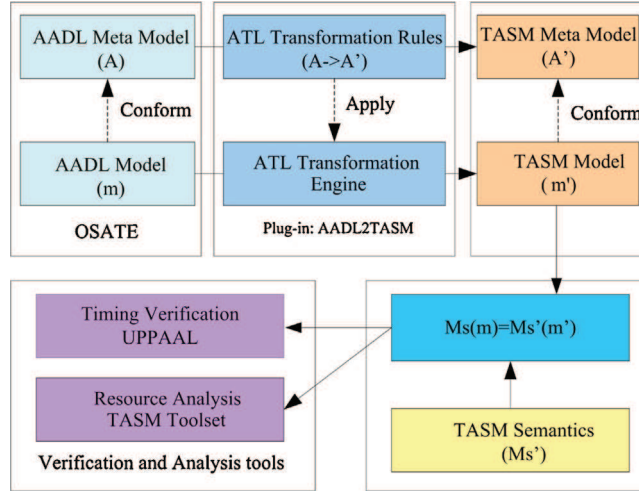 AADL Meta Model
(A)
ATL Transformation Rules
(A->A’)
TASM Meta Model
(A’)
Conform
Apply
Conform
AADL Model
(m)
ATL Transformation
Engine
TASM Model
( m')
OSATE
Plug-in: AADL2TASM
Timing Verification
UPPAAL
Ms(m)=Ms’(m’)
Resource Analysis
TASM Toolset
TASM Semantics
(Ms’)
Verification and Analysis tools